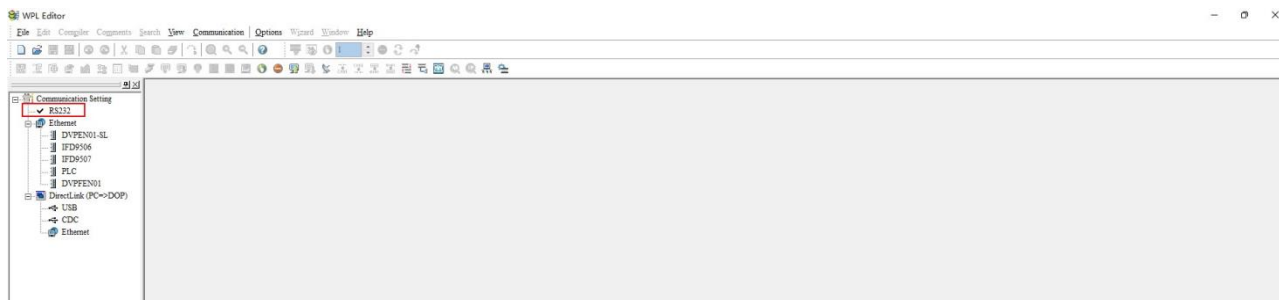 WPL Editor
File Edit Compiler Comments Search View Communication Options Wizard Window Help
1
Communication Setting
RS232
Ethernet
DVPEN01-SL
IFD9506
IFD9507
PLC
DVPFEN01
DirectLink (PC=>DOP)
USB
CDC
Ethernet